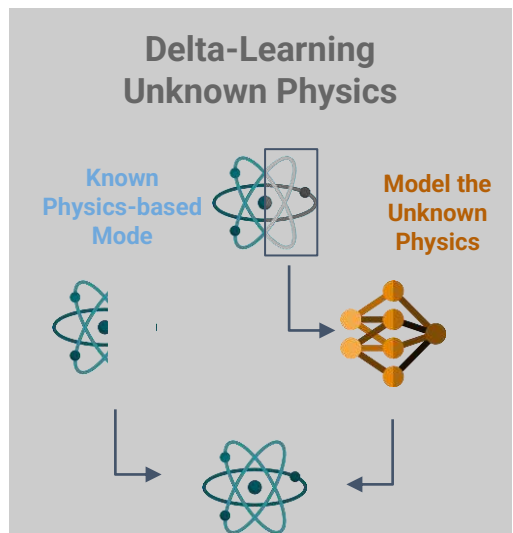 Delta-Learning
Unknown Physics
Known
Physics-based
Mode
Model the
Unknown
Physics